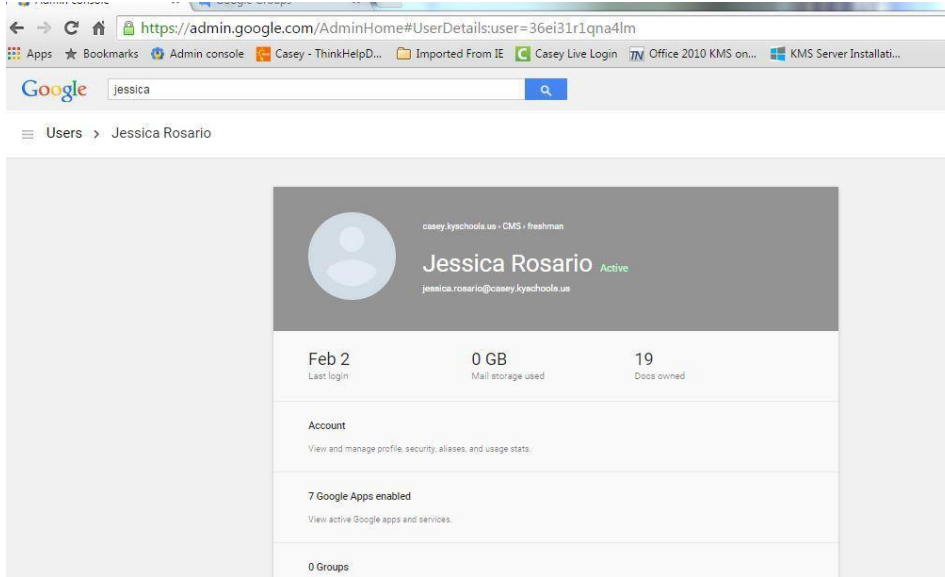 Admin console
Google Groups
https://admin.google.com/AdminHome#UserDetails:user=36ei31r1qna4lm
Apps Bookmarks Admin console Casey - ThinkHelpD... Imported From IE Casey Live Login Office 2010 KMS on... KMS Server Installati...
Google jessica
Users > Jessica Rosario
casey.kyschools.us › CMS › freshman
Jessica Rosario Active
jessica.rosario@casey.kyschools.us
Feb 2 0 GB 19
Last login Mail storage used Docs owned
Account
View and manage profile, security, aliases, and usage stats.
7 Google Apps enabled
View active Google apps and services.
0 Groups